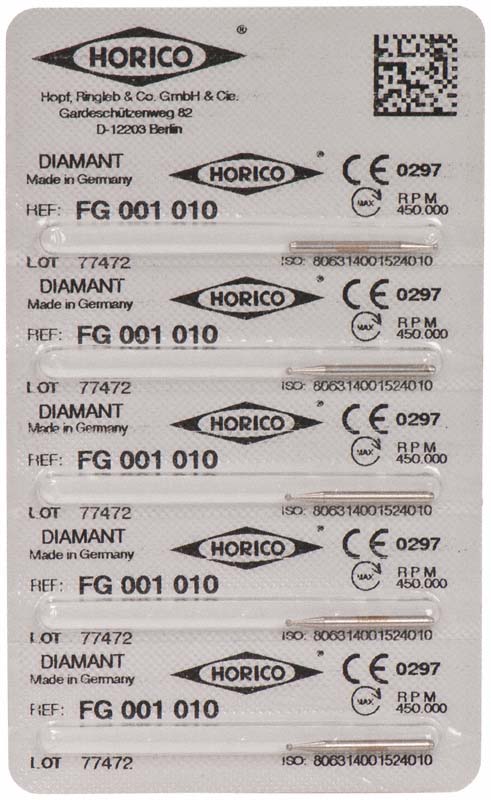 HORICO ®
Hopf, Ringleb & Co. GmbH & Cie.
Gardeschützenweg 82
D-12203 Berlin
DIAMANT HORICO ® CE 0297
Made in Germany MAX RPM
REF: FG 001 010 450.000
LOT 77472 ISO: 806314001524010
DIAMANT HORICO ® CE 0297
Made in Germany MAX RPM
REF: FG 001 010 450.000
LOT 77472 ISO: 806314001524010
DIAMANT HORICO ® CE 0297
Made in Germany MAX RPM
REF: FG 001 010 450.000
LOT 77472 ISO: 806314001524010
DIAMANT HORICO ® CE 0297
Made in Germany MAX RPM
REF: FG 001 010 450.000
LOT 77472 ISO: 806314001524010
DIAMANT HORICO ® CE 0297
Made in Germany MAX RPM
REF: FG 001 010 450.000
LOT 77472 ISO: 806314001524010